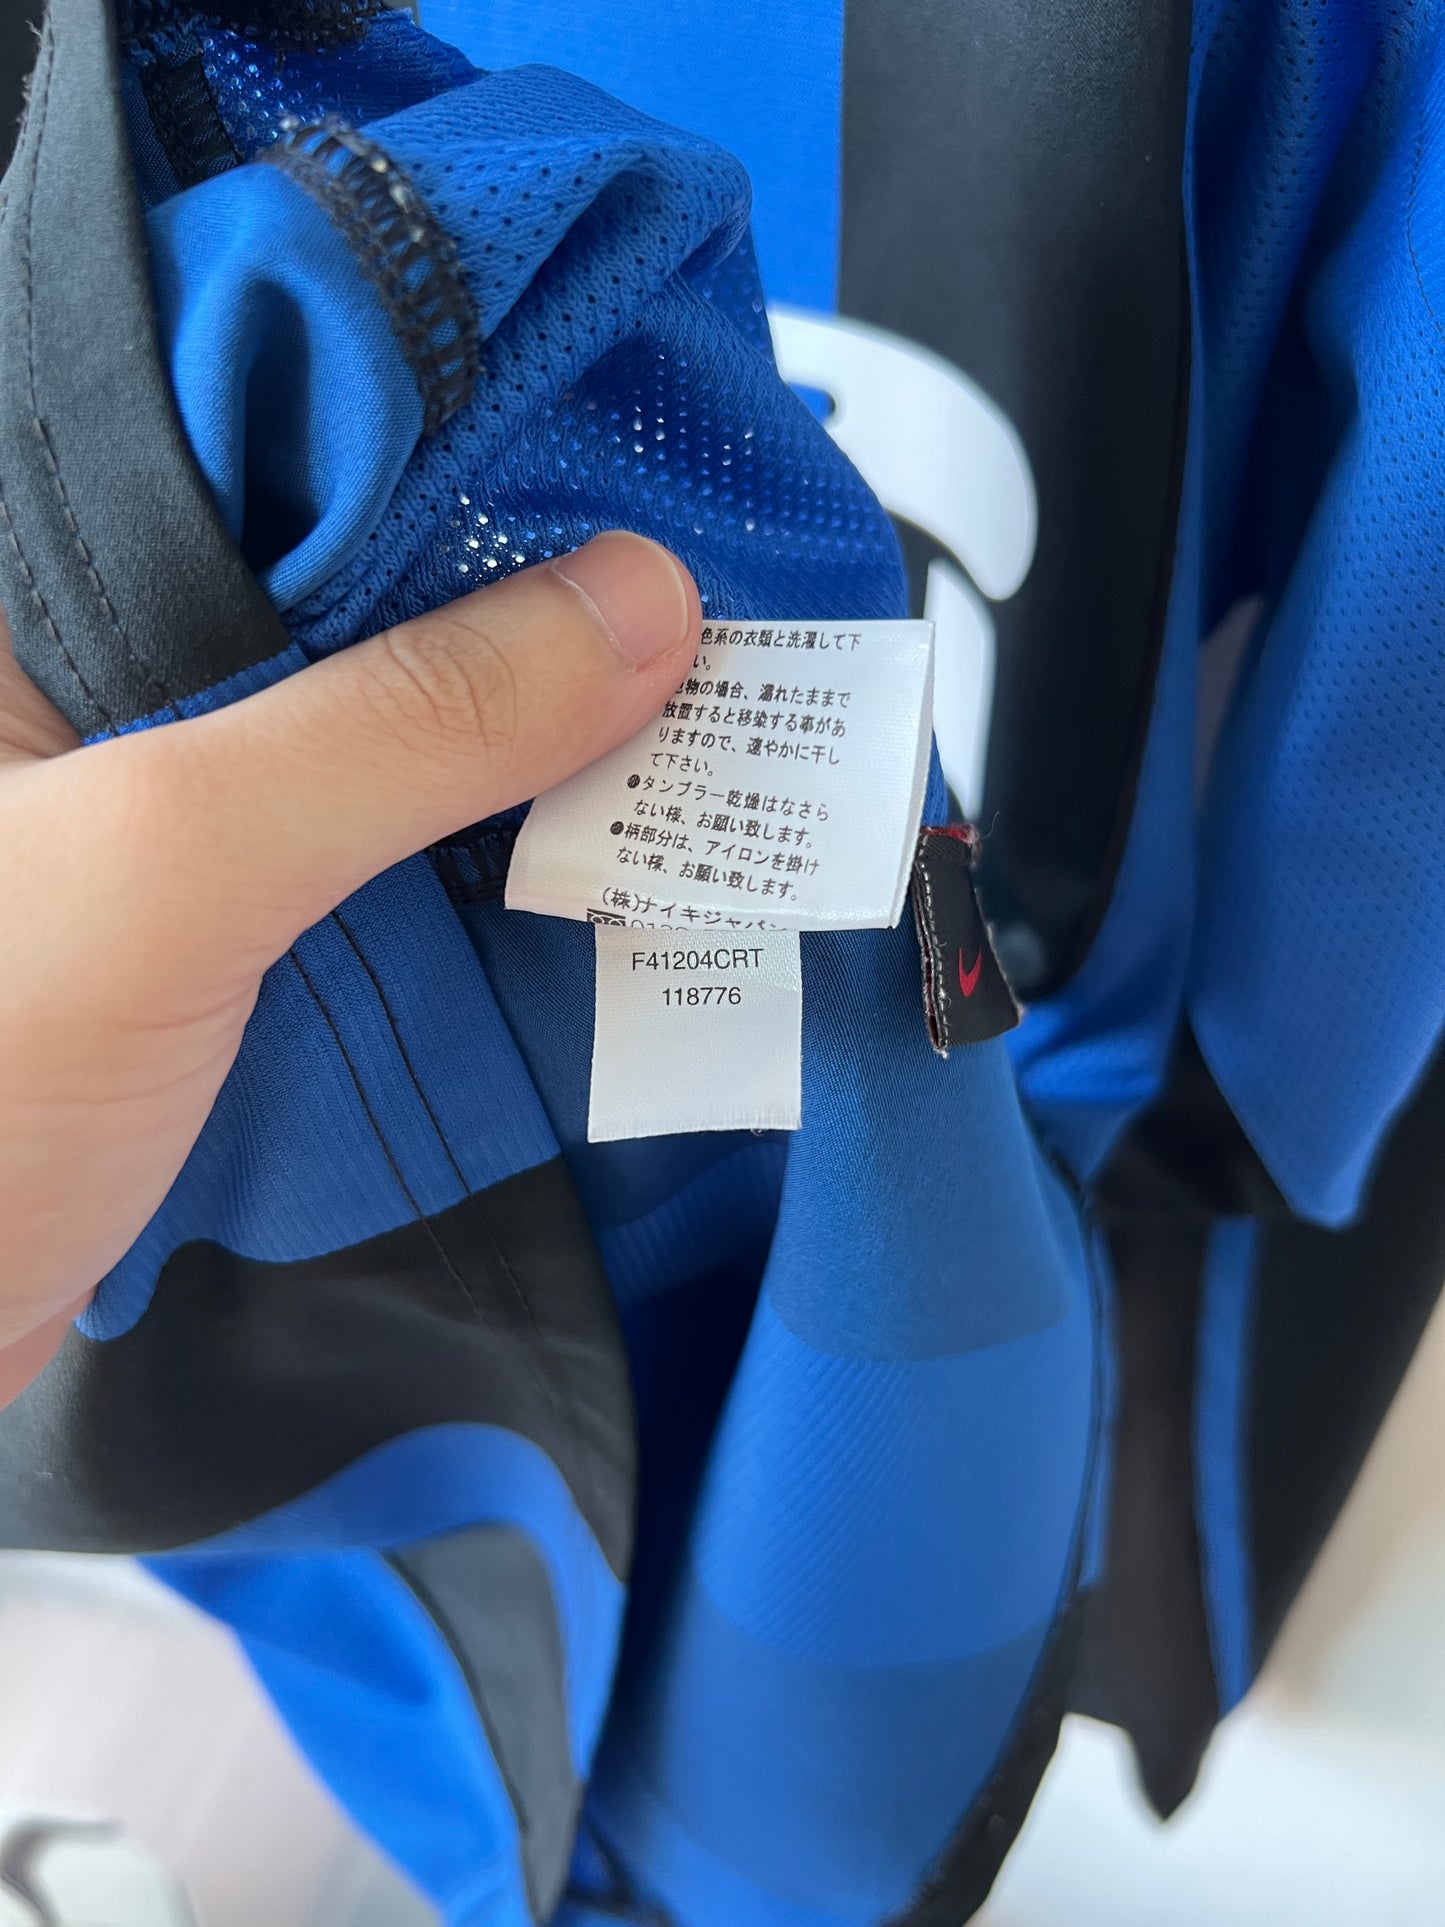 色系の衣類と洗濯して下
い。
物の場合、濡れたままで
放置すると移染する事があ
りますので、速やかに干し
て下さい。
●タンブラー乾燥はなさら
ない様、お願い致します。
●柄部分は、アイロンを掛け
ない様、お願い致します。
(株)ナイキジャパン
F41204CRT
118776